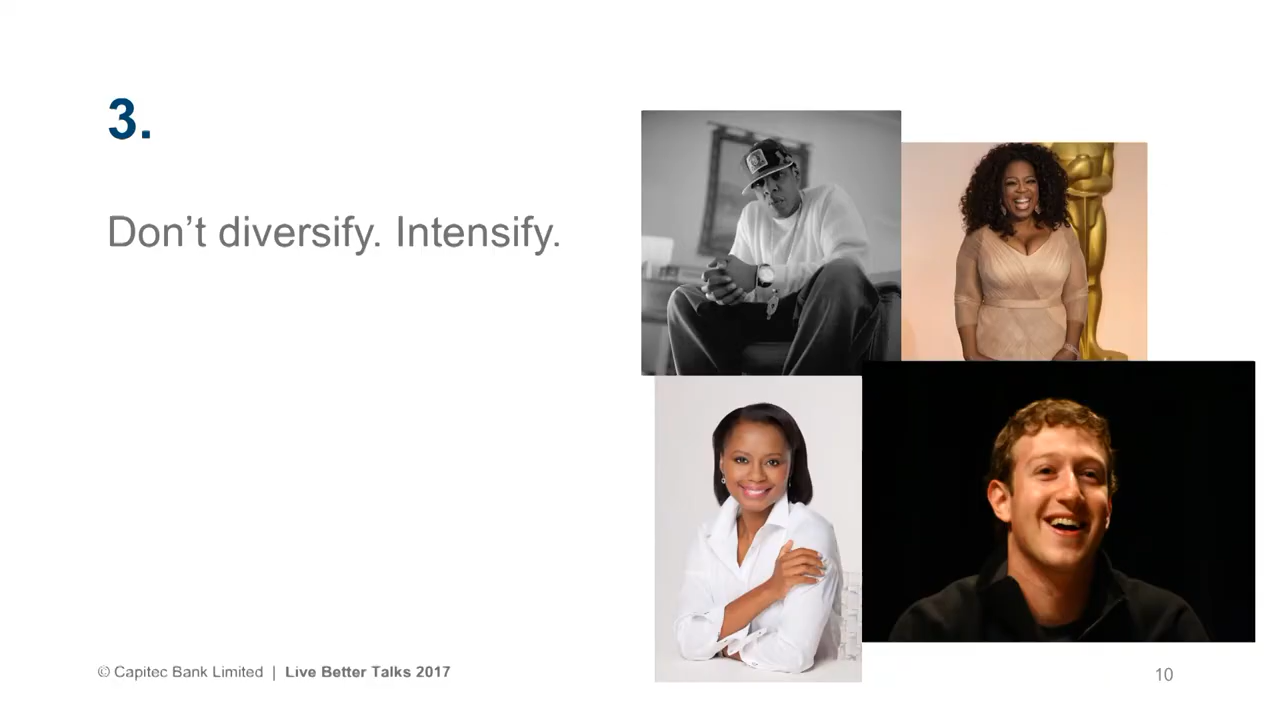 3.
Don’t diversify. Intensify.
© Capitec Bank Limited | Live Better Talks 2017
10